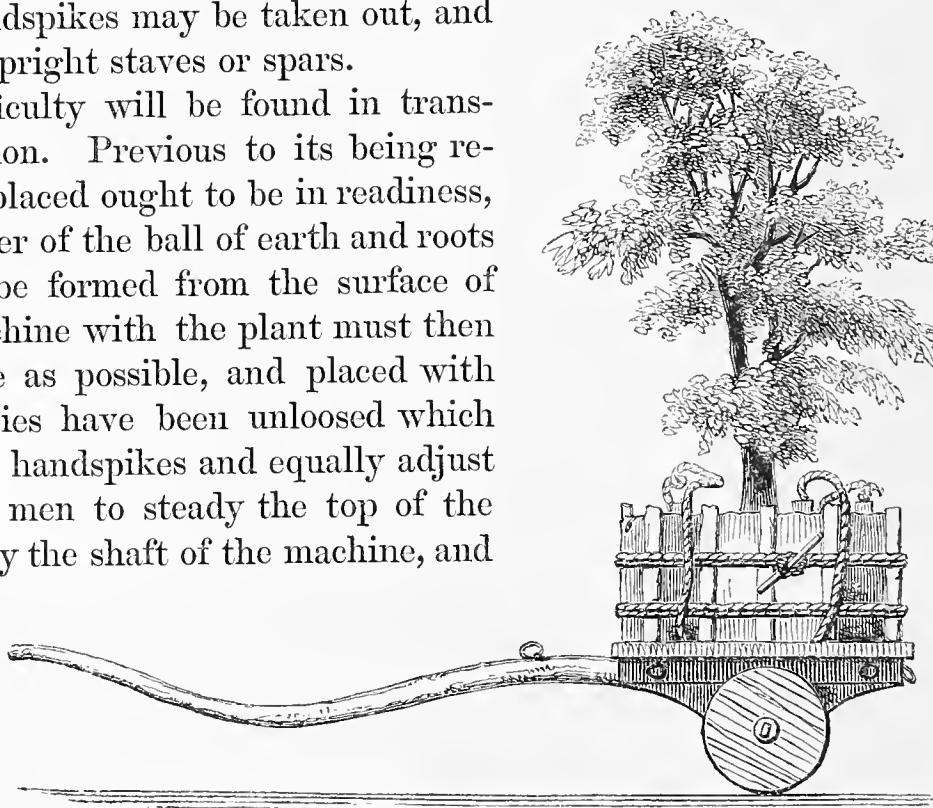 dspikes may be taken out, and
pright staves or spars.
iculty will be found in trans-
on. Previous to its being re-
placed ought to be in readiness,
er of the ball of earth and roots
be formed from the surface of
chine with the plant must then
e as possible, and placed with
ies have been unloosed which
handspikes and equally adjust
men to steady the top of the
y the shaft of the machine, and